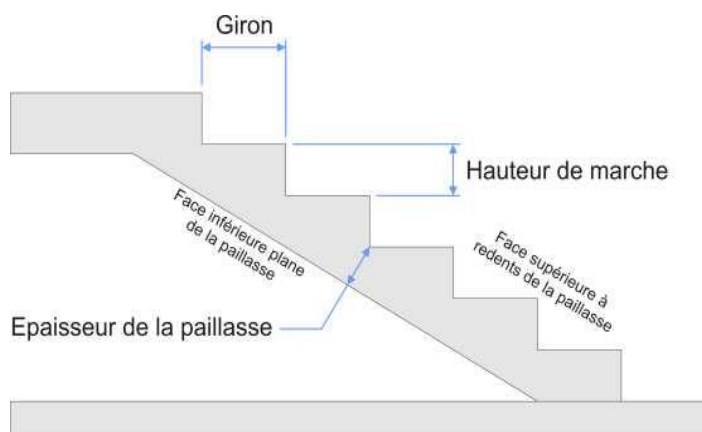 Giron
Hauteur de marche
Face inférieure plane
de la paillasse
Face supérieure à
redents de la paillasse
Epaisseur de la paillasse